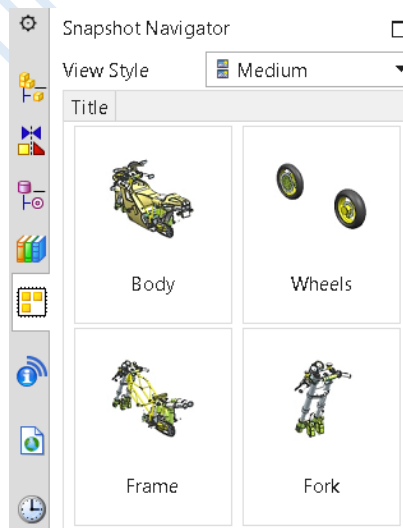 Snapshot Navigator
View Style Medium
Title
Body Wheels
Frame Fork